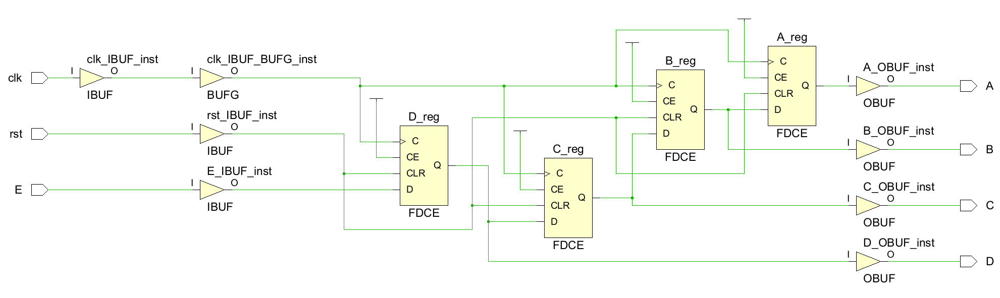 clk
I
clk_IBUF_inst
O
IBUF
I
clk_IBUF_BUFG_inst
O
BUFG
rst
I
rst_IBUF_inst
O
IBUF
E
I
E_IBUF_inst
O
IBUF
D_reg
C
CE
CLR
D
Q
FDCE
C_reg
C
CE
CLR
D
Q
FDCE
B_reg
C
CE
CLR
D
Q
FDCE
A_reg
C
CE
CLR
D
Q
FDCE
I
A_OBUF_inst
O
OBUF
A
I
B_OBUF_inst
O
OBUF
B
I
C_OBUF_inst
O
OBUF
C
I
D_OBUF_inst
O
OBUF
D